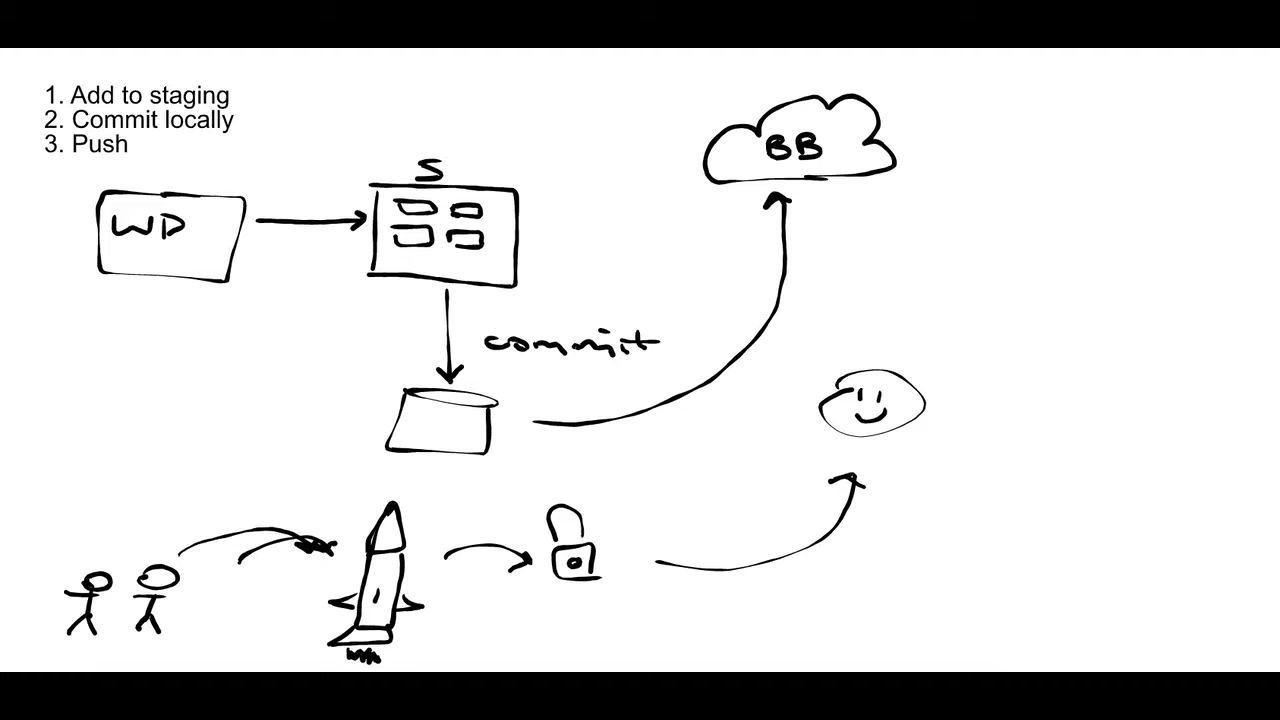 1. Add to staging
2. Commit locally
3. Push
S
BB
WD
commit